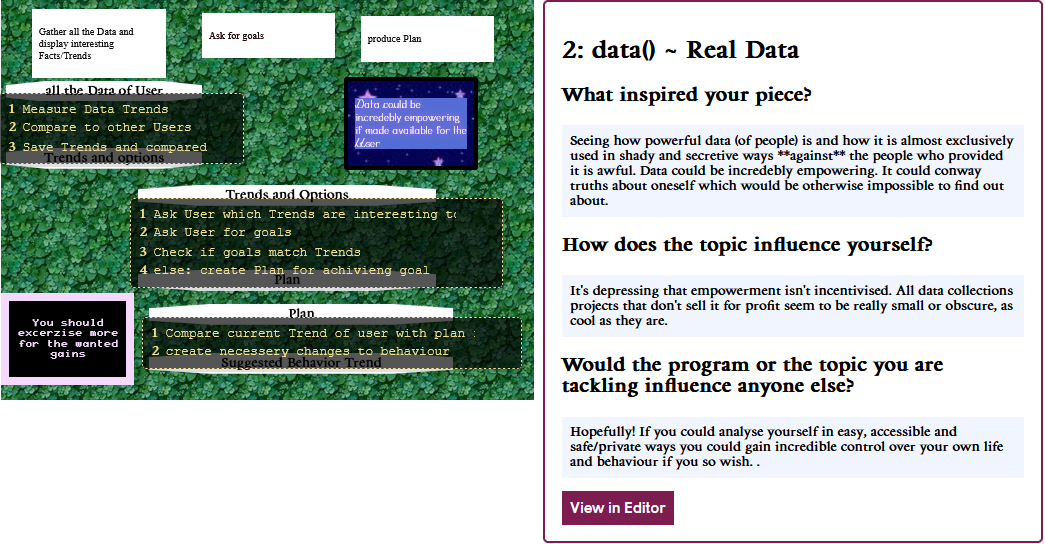 Gather all the Data and
display interesting
Facts/Trends
Ask for goals
produce Plan
all the Data of User
1 Measure Data Trends
2 Compare to other Users
3 Save Trends and compared
Trends and options
Data could be
incredebly empowering
if made available for the
User
Trends and Options
1 Ask User which Trends are interesting to
2 Ask User for goals
3 Check if goals match Trends
4 else: create Plan for achivieng goal
Plan
You should
excerzise more
for the wanted
gains
Plan
1 Compare current Trend of user with plan :
2 create necessery changes to behaviour
Suggested Behavior Trend
2: data() ~ Real Data
What inspired your piece?
Seeing how powerful data (of people) is and how it is almost exclusively
used in shady and secretive ways **against** the people who provided
it is awful. Data could be incredebly empowering. It could conway
truths about oneself which would be otherwise impossible to find out
about.
How does the topic influence yourself?
It's depressing that empowerment isn't incentivised. All data collections
projects that don't sell it for profit seem to be really small or obscure, as
cool as they are.
Would the program or the topic you are
tackling influence anyone else?
Hopefully! If you could analyse yourself in easy, accessible and
safe/private ways you could gain incredible control over your own life
and behaviour if you so wish. .
View in Editor